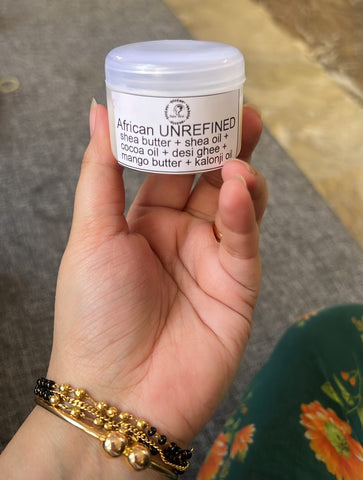 African UNREFINED
shea butter + shea oil +
cocoa oil + desi ghee +
mango butter + kalonji oil